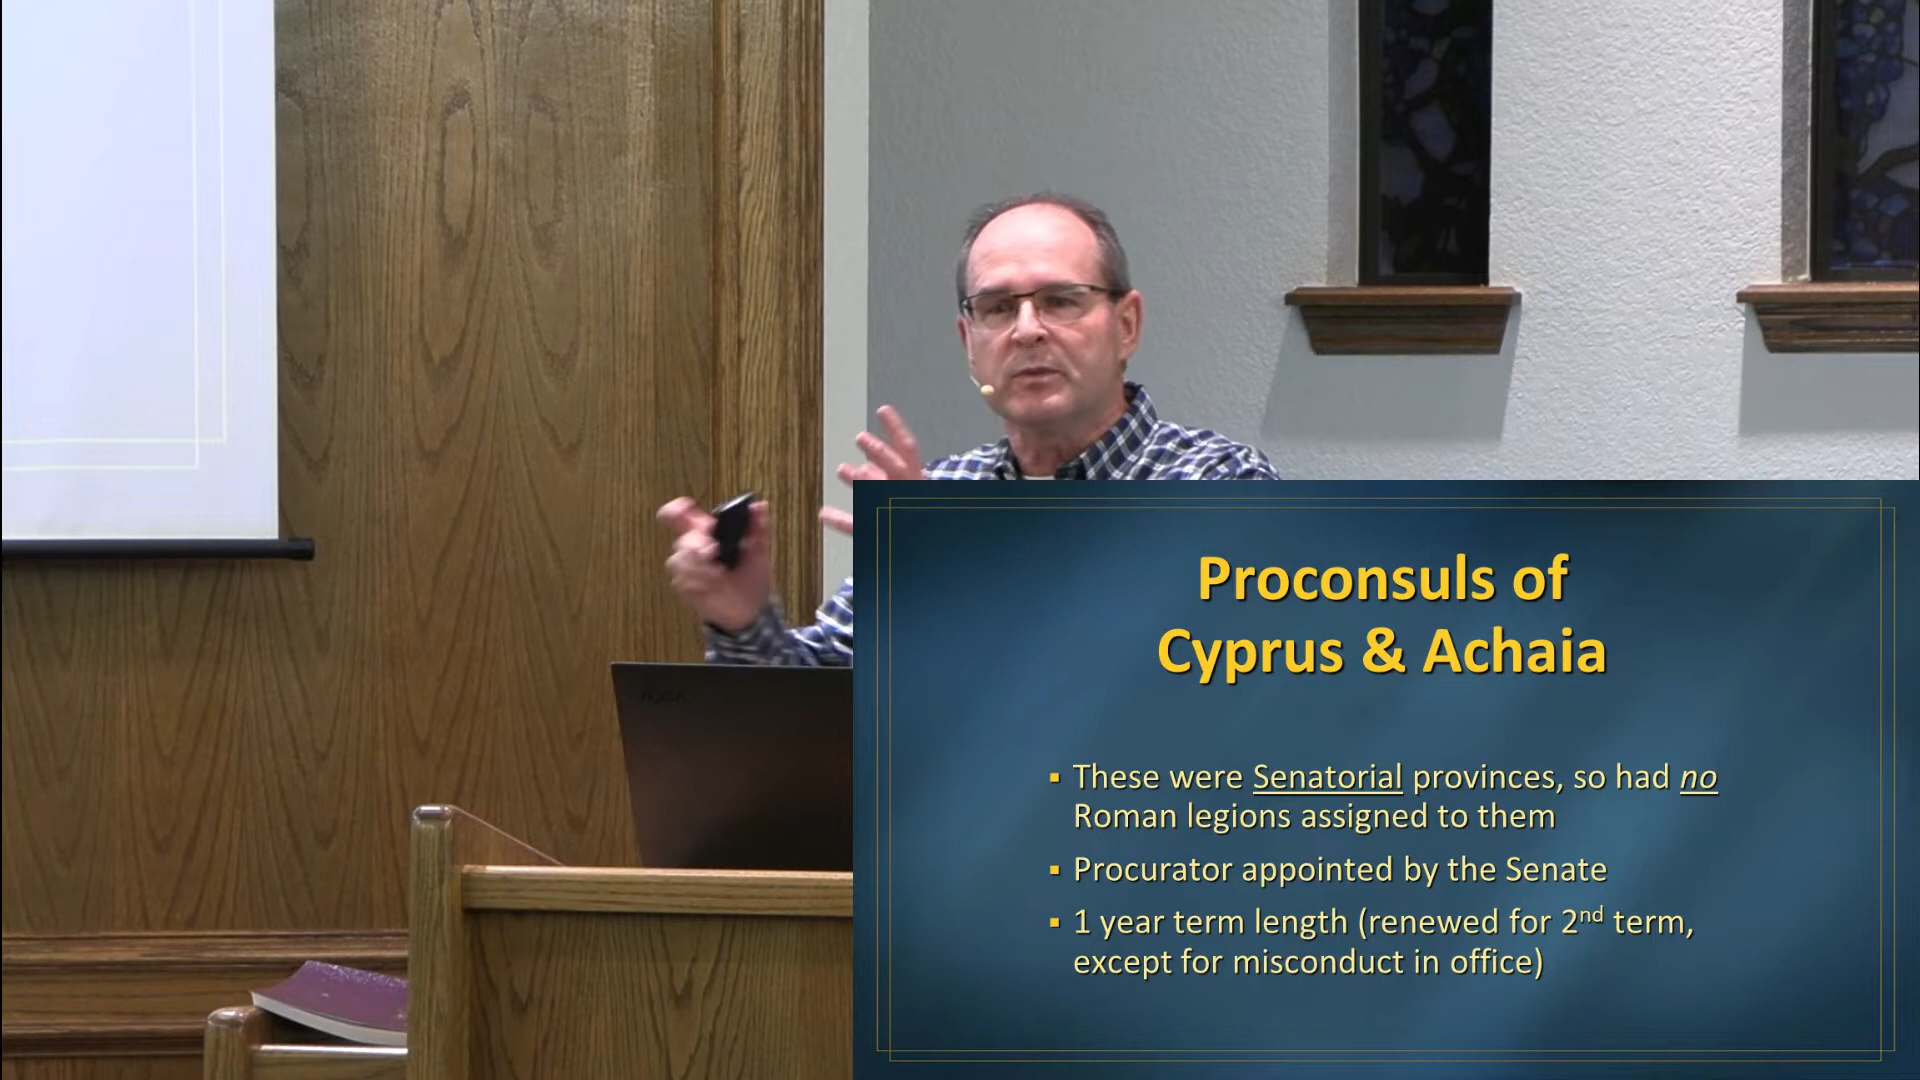 Proconsuls of
Cyprus & Achaia
▪ These were Senatorial provinces, so had no
Roman legions assigned to them
▪ Procurator appointed by the Senate
▪ 1 year term length (renewed for 2nd term,
except for misconduct in office)
YOGA